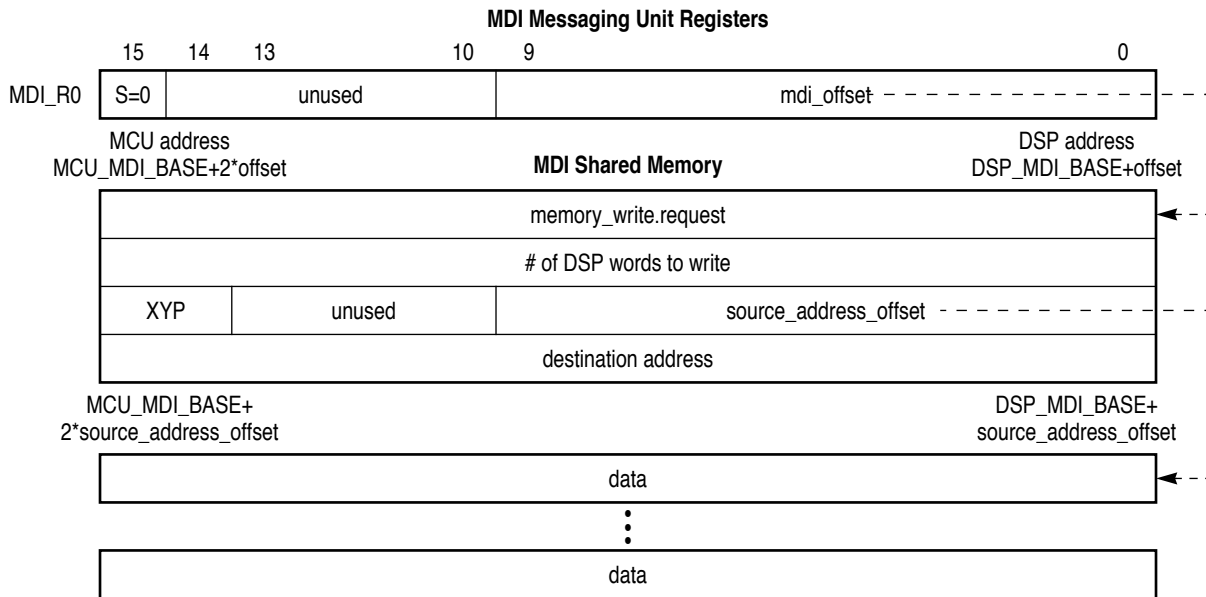 MDI Messaging Unit Registers
15 14 13 10 9 0
MDI_R0 S=0 unused mdi_offset
MCU address DSP address
MCU_MDI_BASE+2*offset MDI Shared Memory DSP_MDI_BASE+offset
memory_write.request
# of DSP words to write
XYP unused source_address_offset
destination address
MCU_MDI_BASE+ DSP_MDI_BASE+
2*source_address_offset source_address_offset
data
data